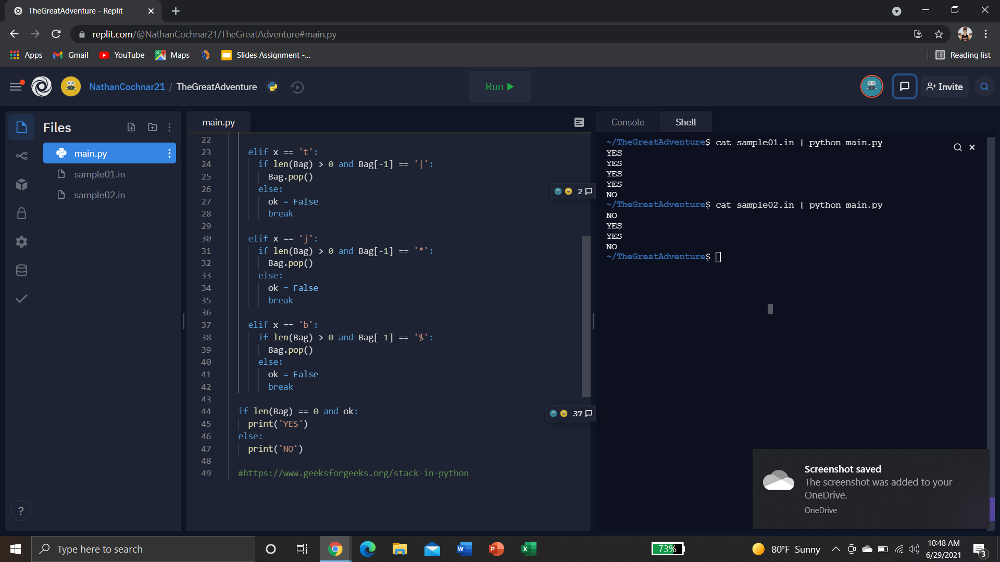 TheGreatAdventure - Replit
replit.com/@NathanCochnar21/TheGreatAdventure#main.py
Apps Gmail YouTube Maps Slides Assignment -... Reading list
NathanCochnar21 / TheGreatAdventure Run Invite
Files
main.py
sample01.in
sample02.in
?
main.py
22
23 elif x == 't':
24 if len(Bag) > 0 and Bag[-1] == '|':
25 Bag.pop()
26 else:
27 ok = False
28 break
29
30 elif x == 'j':
31 if len(Bag) > 0 and Bag[-1] == '*':
32 Bag.pop()
33 else:
34 ok = False
35 break
36
37 elif x == 'b':
38 if len(Bag) > 0 and Bag[-1] == '$':
39 Bag.pop()
40 else:
41 ok = False
42 break
43
44 if len(Bag) == 0 and ok:
45 print('YES')
46 else:
47 print('NO')
48
49 #https://www.geeksforgeeks.org/stack-in-python
2
37
Console Shell
~/TheGreatAdventure$ cat sample01.in | python main.py
YES
YES
YES
YES
NO
~/TheGreatAdventure$ cat sample02.in | python main.py
NO
YES
YES
NO
~/TheGreatAdventure$
Screenshot saved
The screenshot was added to your
OneDrive.
OneDrive
Type here to search
73%
80°F Sunny
10:48 AM
6/29/2021
3